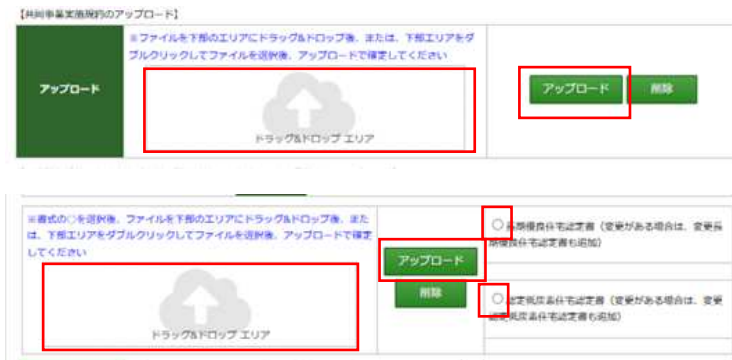 【共同事業実施規約のアップロード】
※ファイルを下部のエリアにドラッグ&ドロップ後、または、下部エリアをダ
ブルクリックしてファイルを選択後、アップロードで確定してください
アップロード
ドラッグ&ドロップ エリア
アップロード
削除
※書式の○を選択後、ファイルを下部のエリアにドラッグ&ドロップ後、また
は、下部エリアをダブルクリックしてファイルを選択後、アップロードで確定
してください
ドラッグ&ドロップ エリア
アップロード
削除
長期優良住宅認定書（変更がある場合は、変更長
期優良住宅認定書も追加）
認定低炭素住宅認定書（変更がある場合は、変更
認定低炭素住宅認定書も追加）